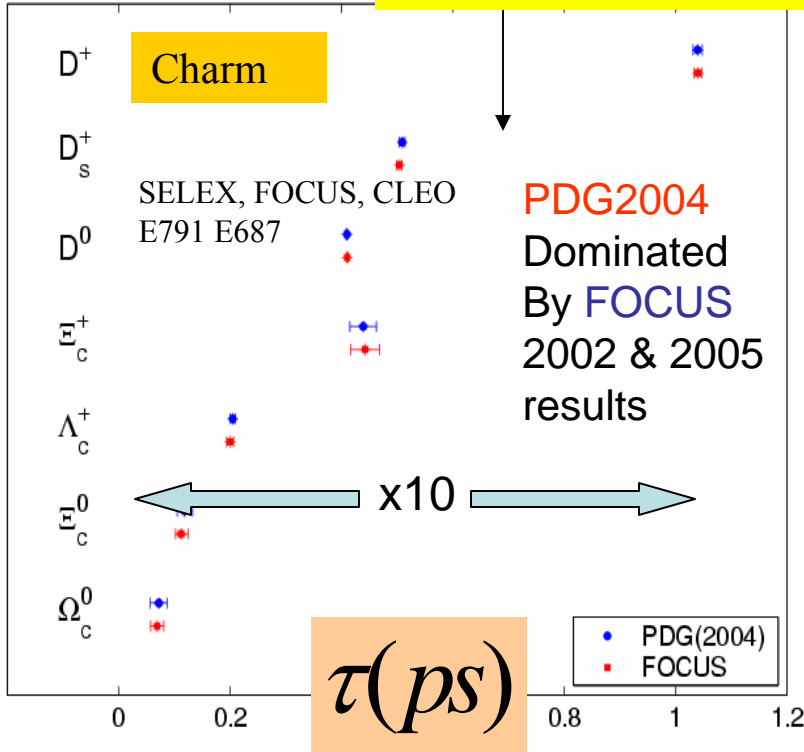 D⁺
Charm
D⁺S
SELEX, FOCUS, CLEO
E791 E687
D⁰
PDG2004
Dominated
By FOCUS
2002 & 2005
results
Ξ⁺C
Λ⁺C
x10
Ξ⁰C
Ω⁰C
τ(ps)
PDG(2004)
FOCUS
0 0.2 0.8 1 1.2